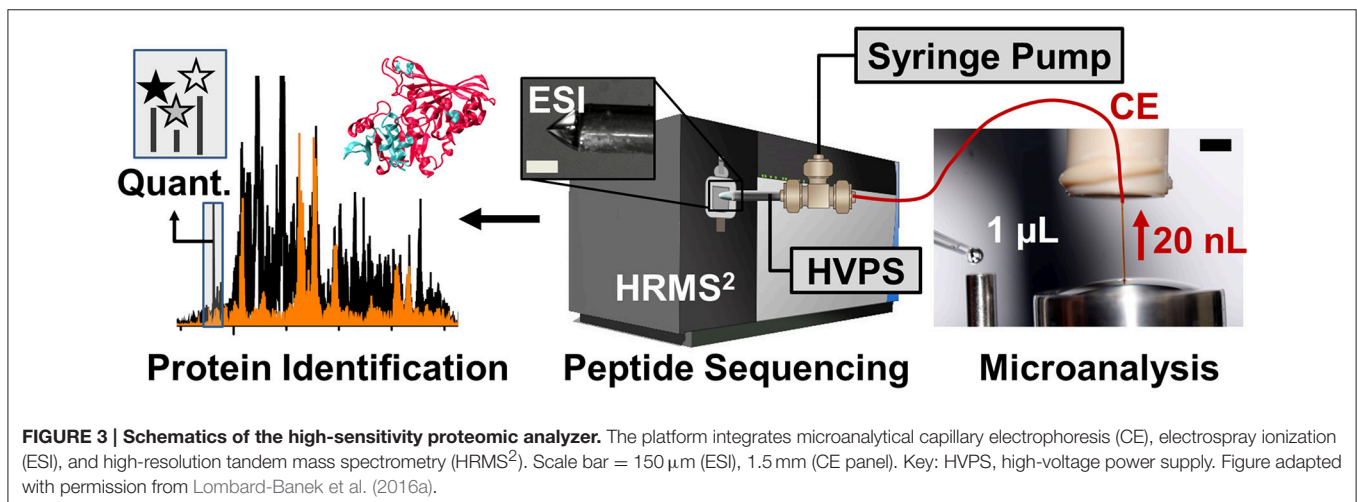 Syringe Pump
ESI
CE
Quant.
1 µL
20 nL
HVPS
HRMS²
Protein Identification
Peptide Sequencing
Microanalysis
FIGURE 3 | Schematics of the high-sensitivity proteomic analyzer. The platform integrates microanalytical capillary electrophoresis (CE), electrospray ionization
(ESI), and high-resolution tandem mass spectrometry (HRMS²). Scale bar = 150 µm (ESI), 1.5 mm (CE panel). Key: HVPS, high-voltage power supply. Figure adapted
with permission from Lombard-Banek et al. (2016a).